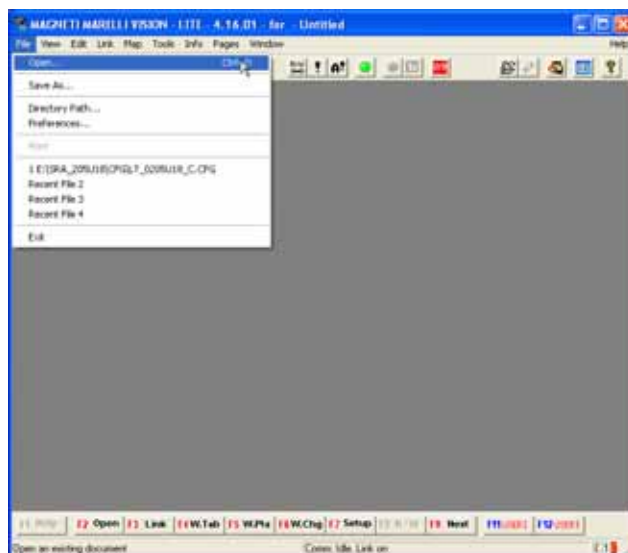 MAGNETI MARELLI VISION - LITE - 4.16.01 - for - Untitled
File View Edit Link Map Tools Info Pages Window Help
Open...
Save As...
Directory Path...
Preferences...
Print
Recent File 2
Recent File 3
Recent File 4
Exit
F2 Open F3 Link F4 W.Tab F5 W.Pta F6 W.Chg F7 Setup F9 Next F11 F12
Open an existing document Comm Idle Link on